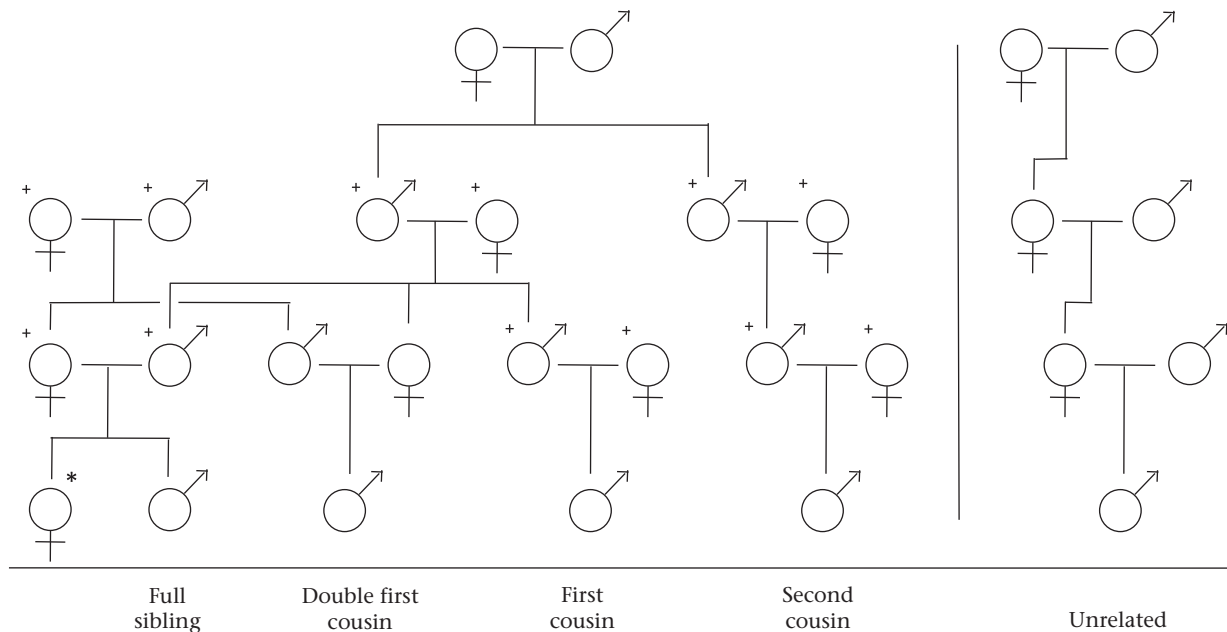 + + + + + +
+ + + +
*
Full sibling
Double first cousin
First cousin
Second cousin
Unrelated